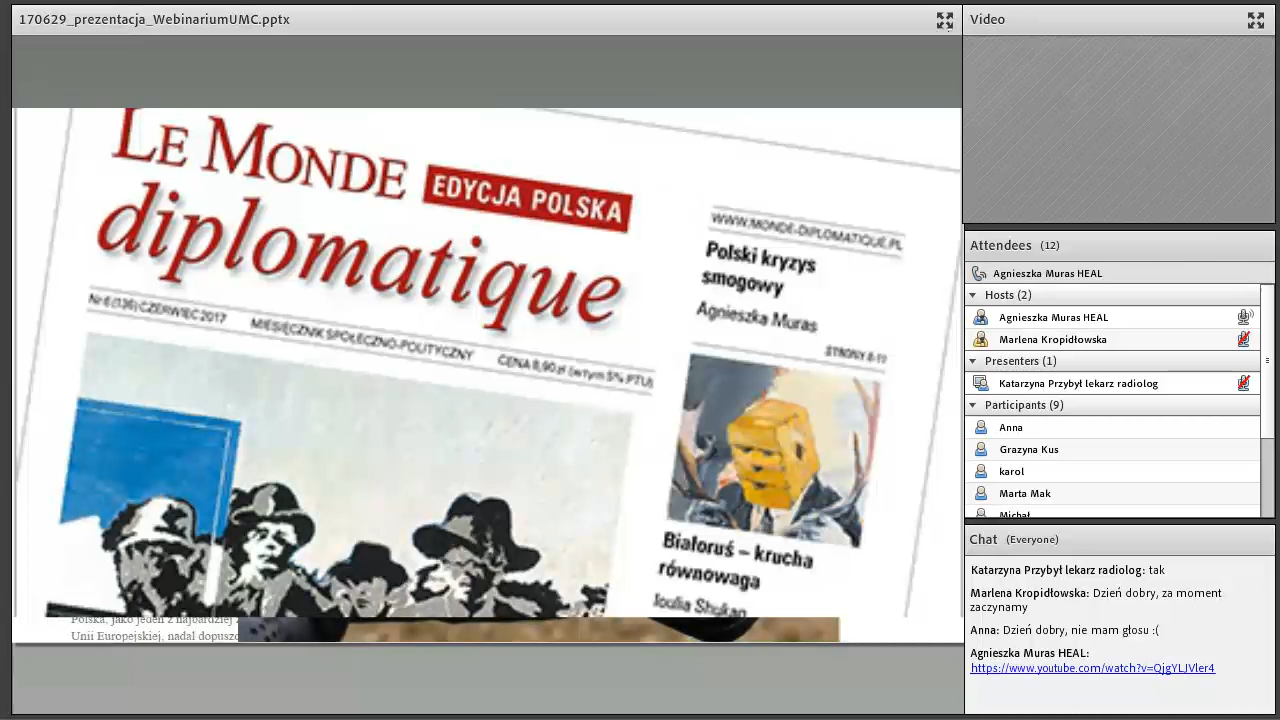 170629_prezentacja_WebinariumUMC.pptx
LE MONDE EDYCJA POLSKA
diplomatique
Nr 6 (136) CZERWIEC 2017 MIESIĘCZNIK SPOŁECZNO-POLITYCZNY CENA 8,90 zł (w tym 5% PTU)
WWW.MONDE-DIPLOMATIQUE.PL
Polski kryzys
smogowy
Agnieszka Muras
STRONY 8-11
Białoruś – krucha
równowaga
Ioulia Shukan
Polska, jako jeden z najbardziej
Unii Europejskiej, nadal dopuszc
Video
Attendees (12)
Agnieszka Muras HEAL
Hosts (2)
Agnieszka Muras HEAL
Marlena Kropidłowska
Presenters (1)
Katarzyna Przybył lekarz radiolog
Participants (9)
Anna
Grazyna Kus
karol
Marta Mak
Michał
Chat (Everyone)
Katarzyna Przybył lekarz radiolog: tak
Marlena Kropidłowska: Dzień dobry, za moment
zaczynamy
Anna: Dzień dobry, nie mam głosu :(
Agnieszka Muras HEAL:
https://www.youtube.com/watch?v=QjgYLJVler4